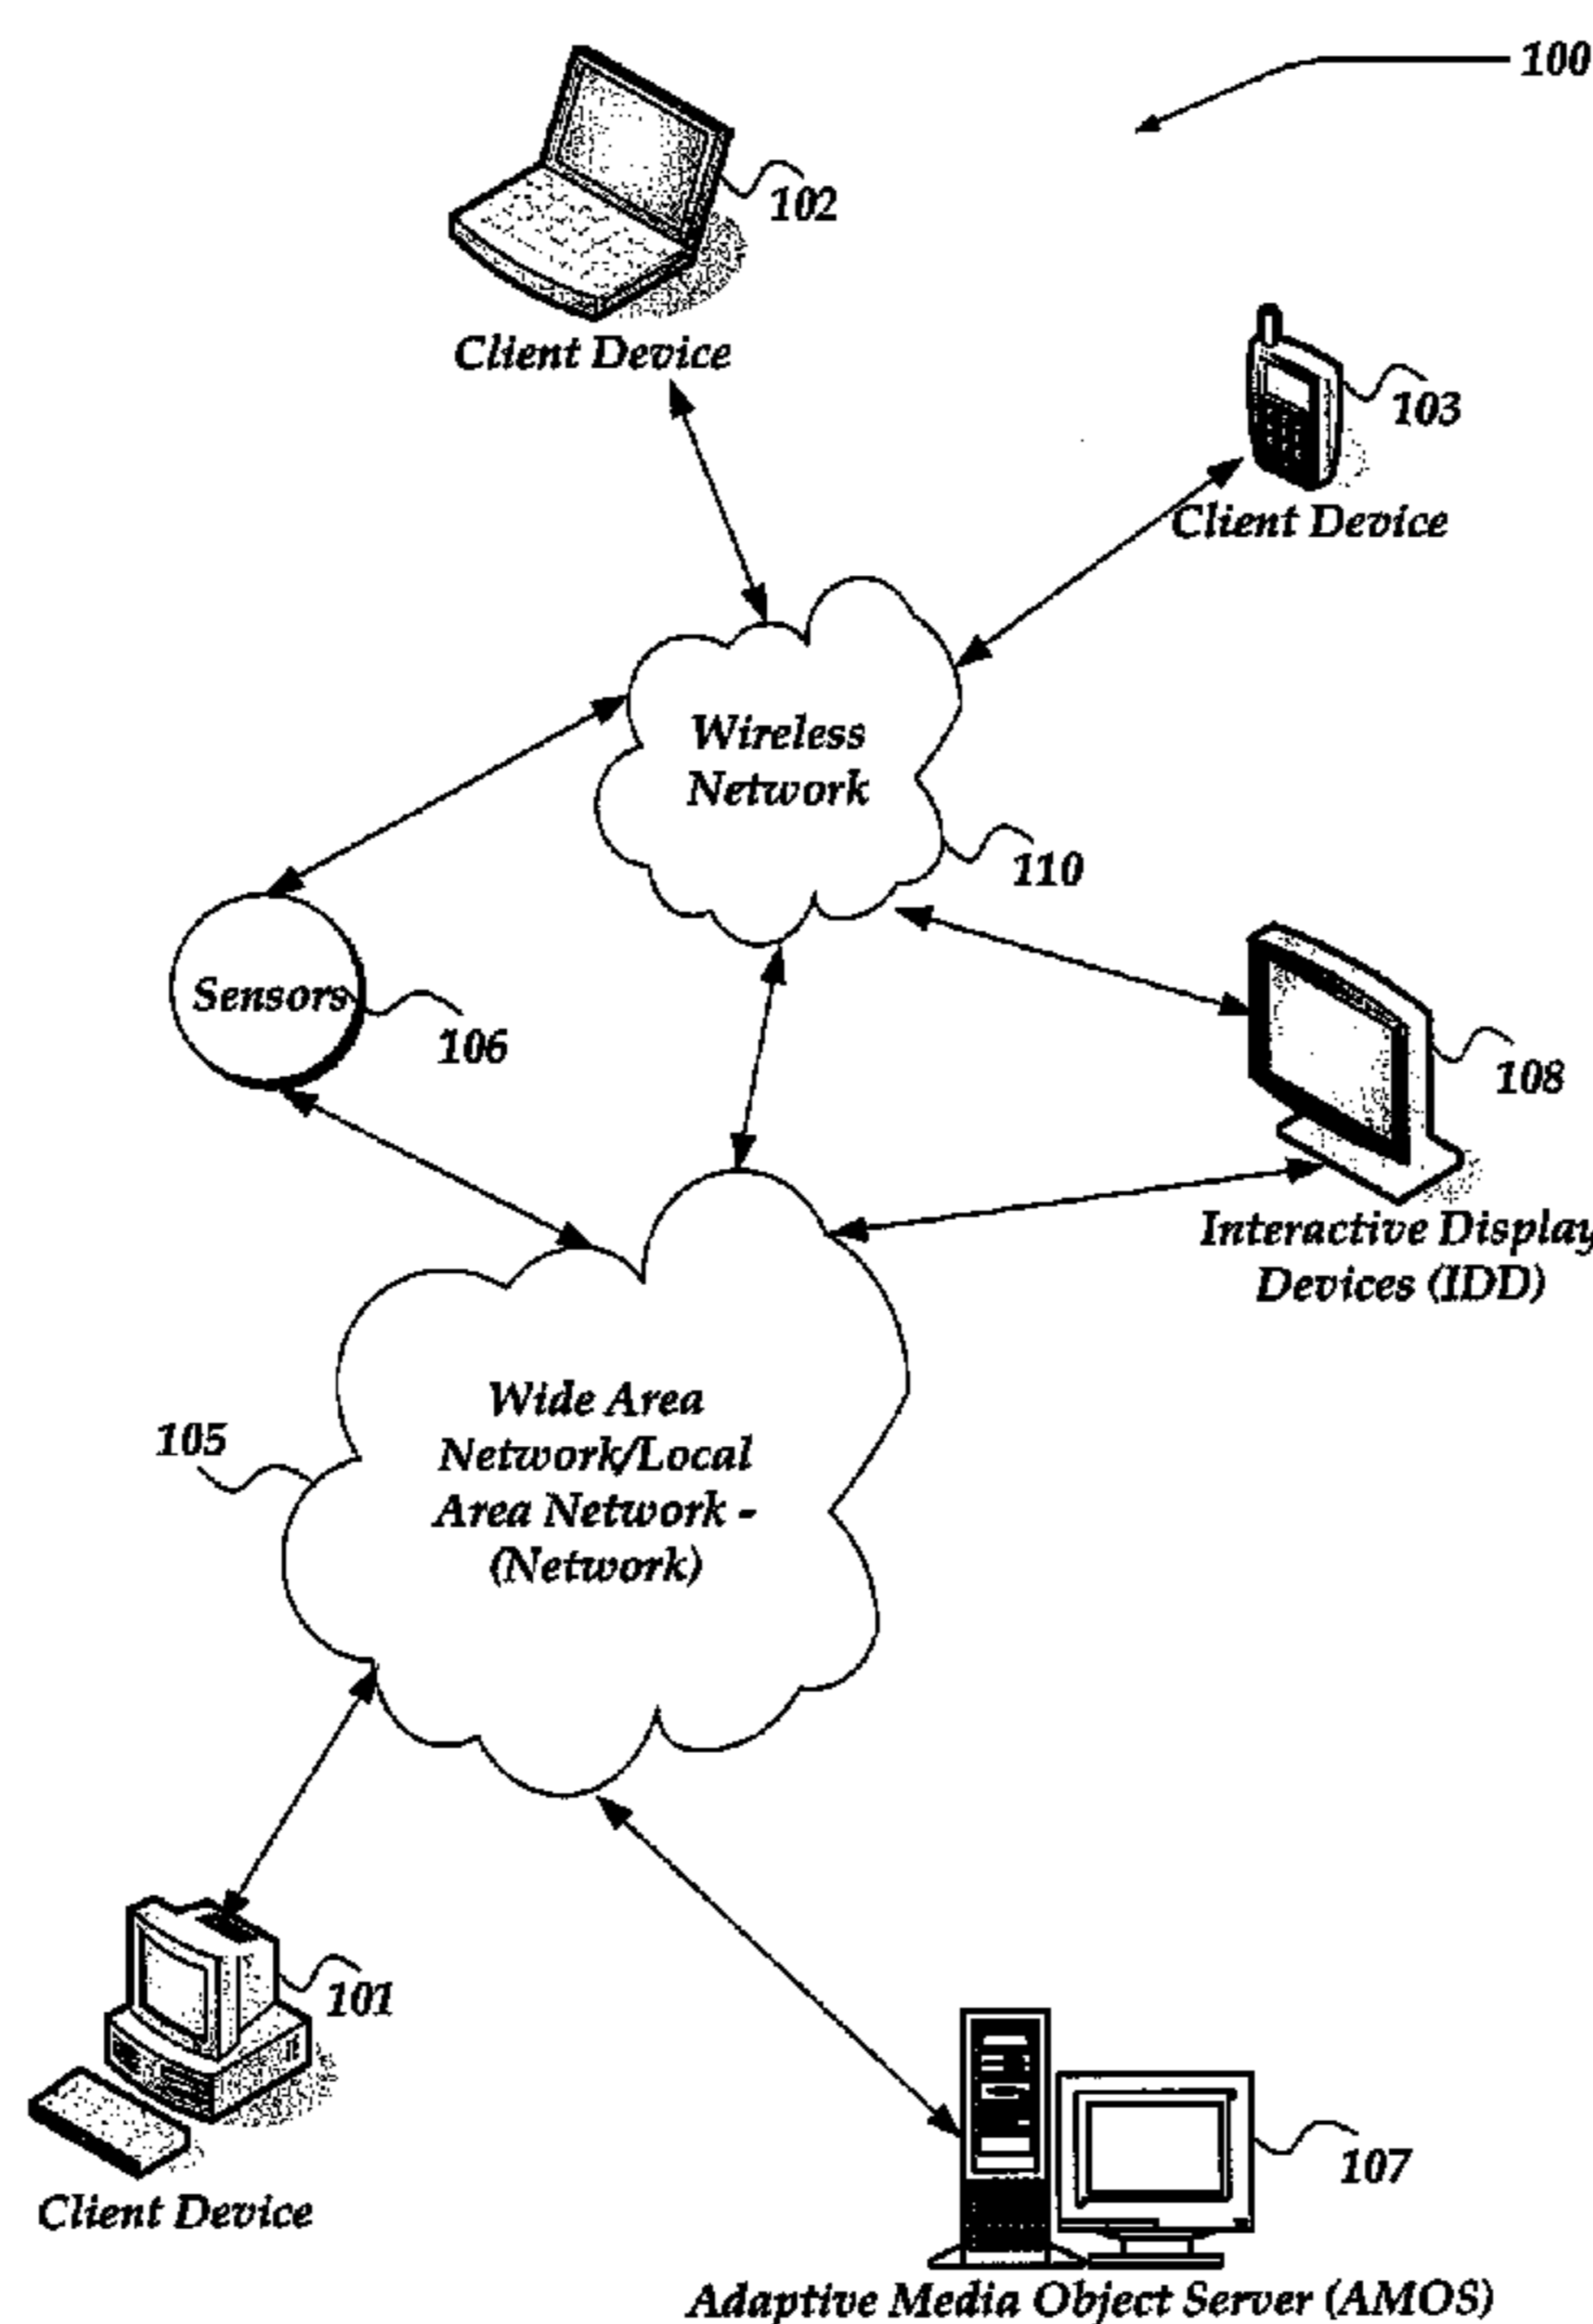 100
102
Client Device
103
Client Device
Wireless
Network
110
Sensors
106
108
Interactive Display
Devices (IDD)
105
Wide Area
Network/Local
Area Network -
(Network)
101
Client Device
107
Adaptive Media Object Server (AMOS)